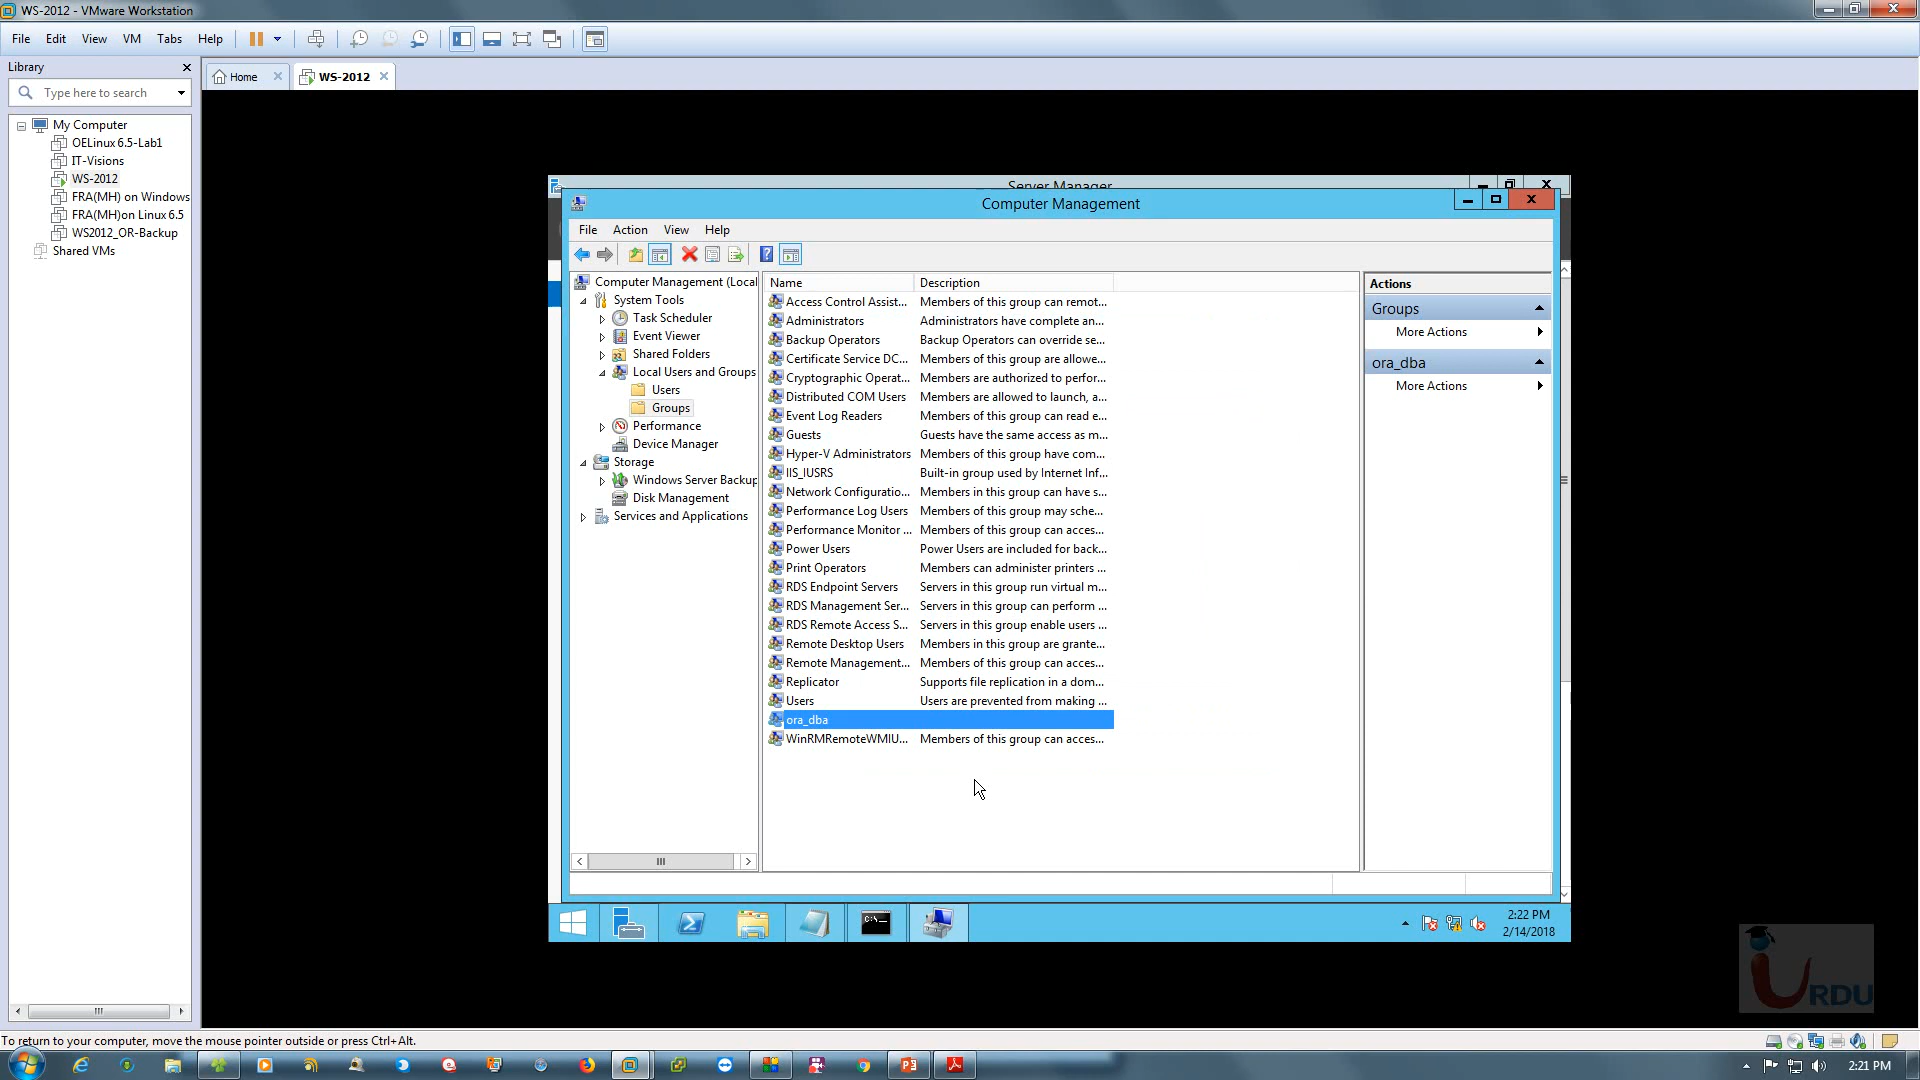 WS-2012 - VMware Workstation
File Edit View VM Tabs Help
Library
Type here to search
My Computer
OELinux 6.5-Lab1
IT-Visions
WS-2012
FRA(MH) on Windows
FRA(MH)on Linux 6.5
WS2012_OR-Backup
Shared VMs
Home
WS-2012
Server Manager
Computer Management
File Action View Help
Computer Management (Local
System Tools
Task Scheduler
Event Viewer
Shared Folders
Local Users and Groups
Users
Groups
Performance
Device Manager
Storage
Windows Server Backup
Disk Management
Services and Applications
Name Description
Access Control Assist... Members of this group can remot...
Administrators Administrators have complete an...
Backup Operators Backup Operators can override se...
Certificate Service DC... Members of this group are allowe...
Cryptographic Operat... Members are authorized to perfor...
Distributed COM Users Members are allowed to launch, a...
Event Log Readers Members of this group can read e...
Guests Guests have the same access as m...
Hyper-V Administrators Members of this group have com...
IIS_IUSRS Built-in group used by Internet Inf...
Network Configuratio... Members in this group can have s...
Performance Log Users Members of this group may sche...
Performance Monitor ... Members of this group can acces...
Power Users Power Users are included for back...
Print Operators Members can administer printers ...
RDS Endpoint Servers Servers in this group run virtual m...
RDS Management Ser... Servers in this group can perform ...
RDS Remote Access S... Servers in this group enable users ...
Remote Desktop Users Members in this group are grante...
Remote Management... Members of this group can acces...
Replicator Supports file replication in a dom...
Users Users are prevented from making ...
ora_dba
WinRMRemoteWMIU... Members of this group can acces...
Actions
Groups
More Actions
ora_dba
More Actions
2:22 PM
2/14/2018
URDU
To return to your computer, move the mouse pointer outside or press Ctrl+Alt.
2:21 PM